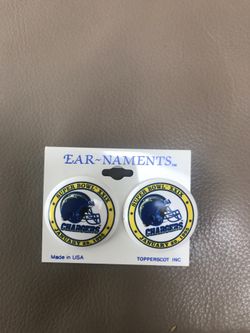 EAR~NAMENTS™
SUPER BOWL XXIX
CHARGERS
JANUARY 29, 1995
SUPER BOWL XXIX
CHARGERS
JANUARY 29, 1995
Made in USA
TOPPERSCOT INC